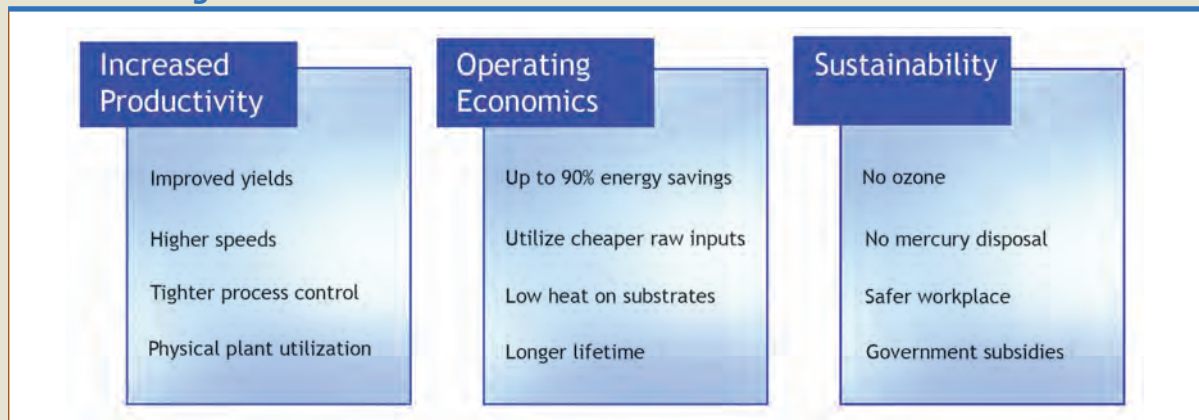 Increased
Productivity
Improved yields
Higher speeds
Tighter process control
Physical plant utilization
Operating
Economics
Up to 90% energy savings
Utilize cheaper raw inputs
Low heat on substrates
Longer lifetime
Sustainability
No ozone
No mercury disposal
Safer workplace
Government subsidies